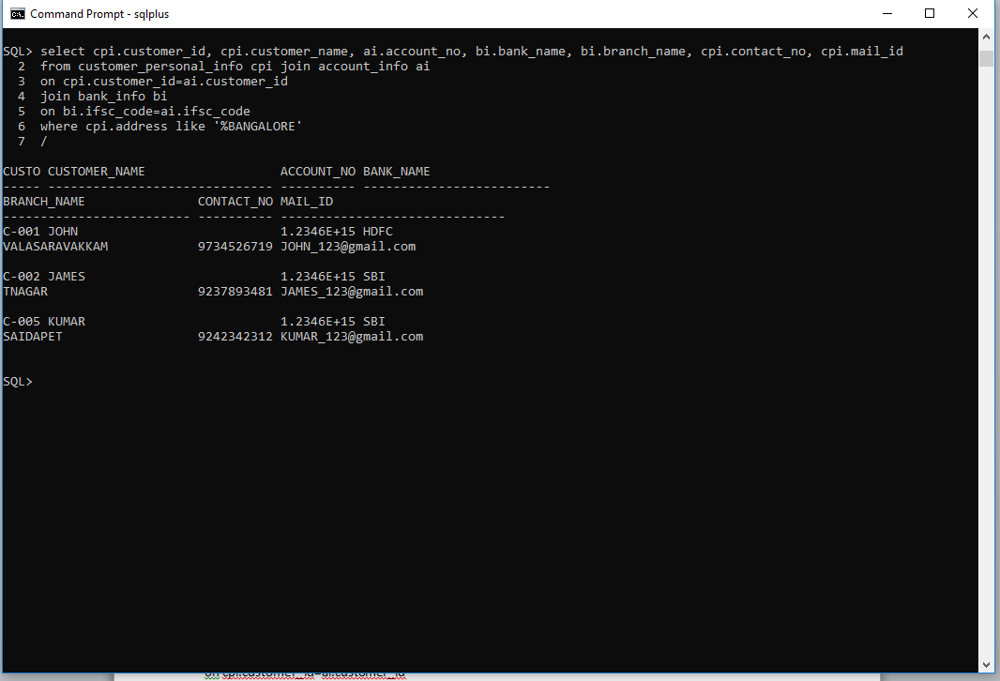 Command Prompt - sqlplus
SQL> select cpi.customer_id, cpi.customer_name, ai.account_no, bi.bank_name, bi.branch_name, cpi.contact_no, cpi.mail_id
  2  from customer_personal_info cpi join account_info ai
  3  on cpi.customer_id=ai.customer_id
  4  join bank_info bi
  5  on bi.ifsc_code=ai.ifsc_code
  6  where cpi.address like '%BANGALORE'
  7  /
CUSTO CUSTOMER_NAME                  ACCOUNT_NO BANK_NAME
----- ------------------------------ ---------- -------------------------
BRANCH_NAME               CONTACT_NO MAIL_ID
------------------------- ---------- ------------------------------
C-001 JOHN                           1.2346E+15 HDFC
VALASARAVAKKAM            9734526719 JOHN_123@gmail.com
C-002 JAMES                          1.2346E+15 SBI
TNAGAR                    9237893481 JAMES_123@gmail.com
C-005 KUMAR                          1.2346E+15 SBI
SAIDAPET                  9242342312 KUMAR_123@gmail.com
SQL>
on cpi.customer_id=ai.customer_id